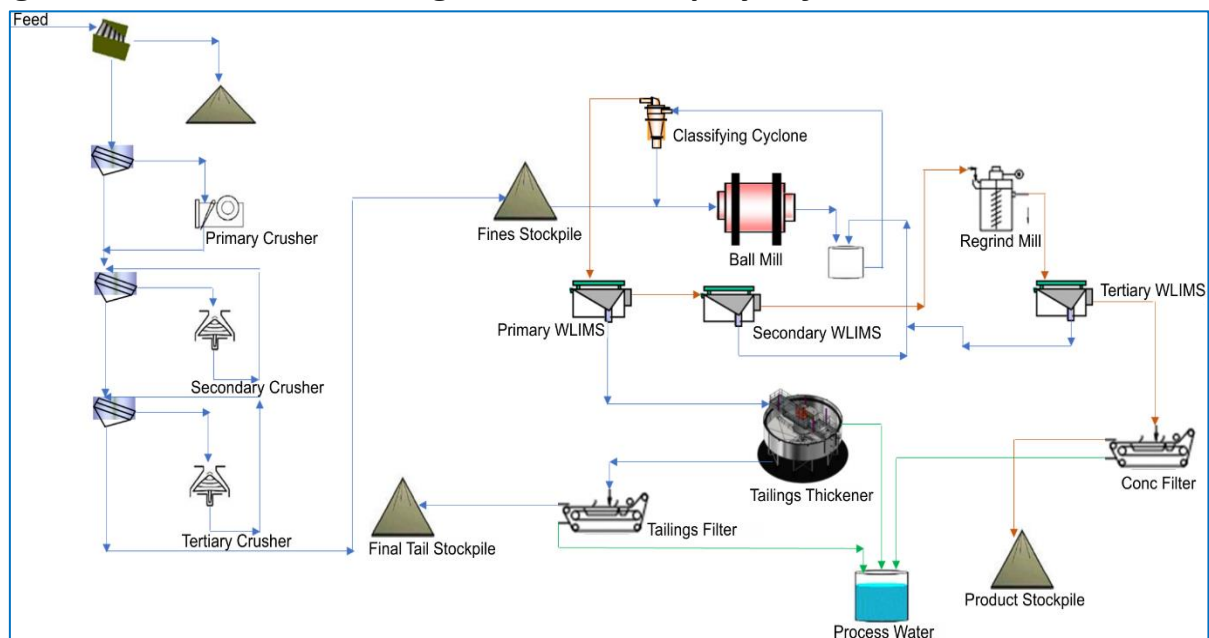 Feed
Classifying Cyclone
Primary Crusher
Fines Stockpile
Ball Mill
Regrind Mill
Tertiary WLIMS
Primary WLIMS
Secondary WLIMS
Secondary Crusher
Tailings Thickener
Conc Filter
Tertiary Crusher
Final Tail Stockpile
Tailings Filter
Product Stockpile
Process Water